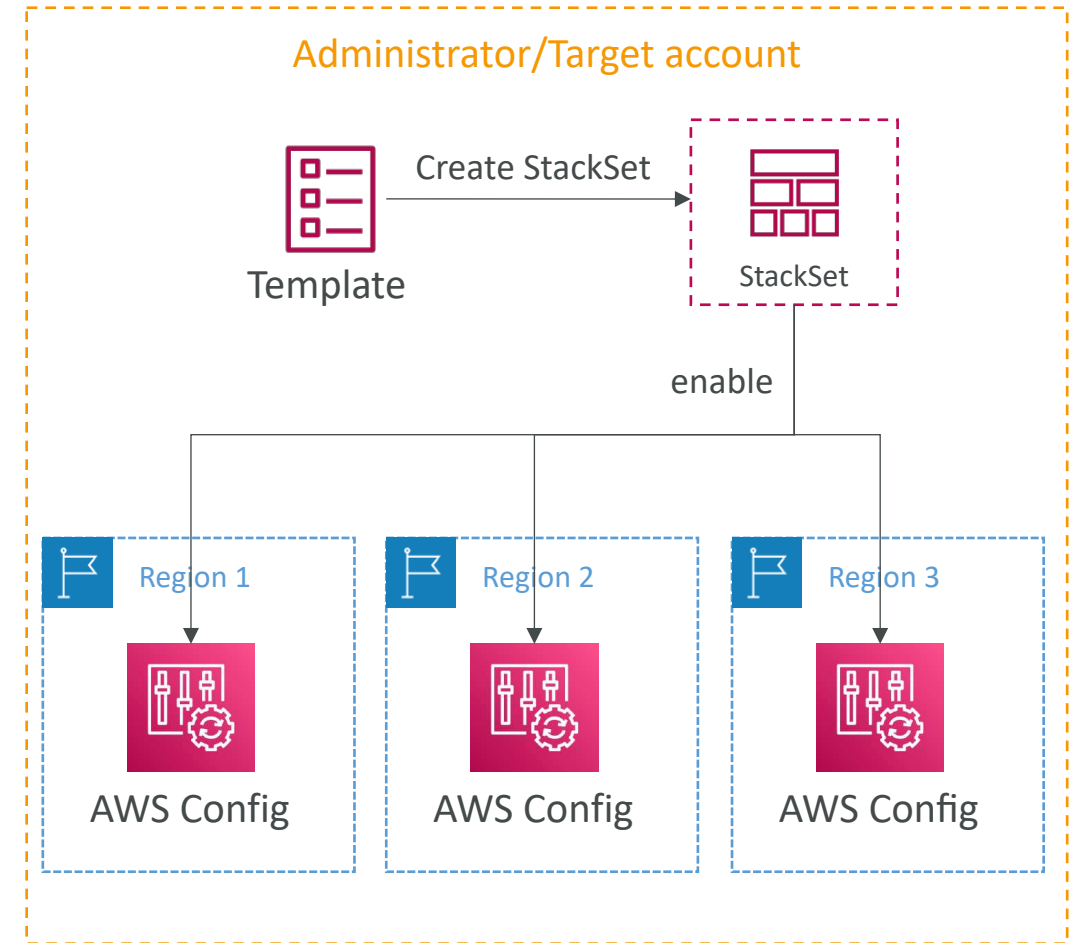 Administrator/Target account
Create StackSet
Template
StackSet
enable
Region 1
Region 2
Region 3
AWS Config
AWS Config
AWS Config